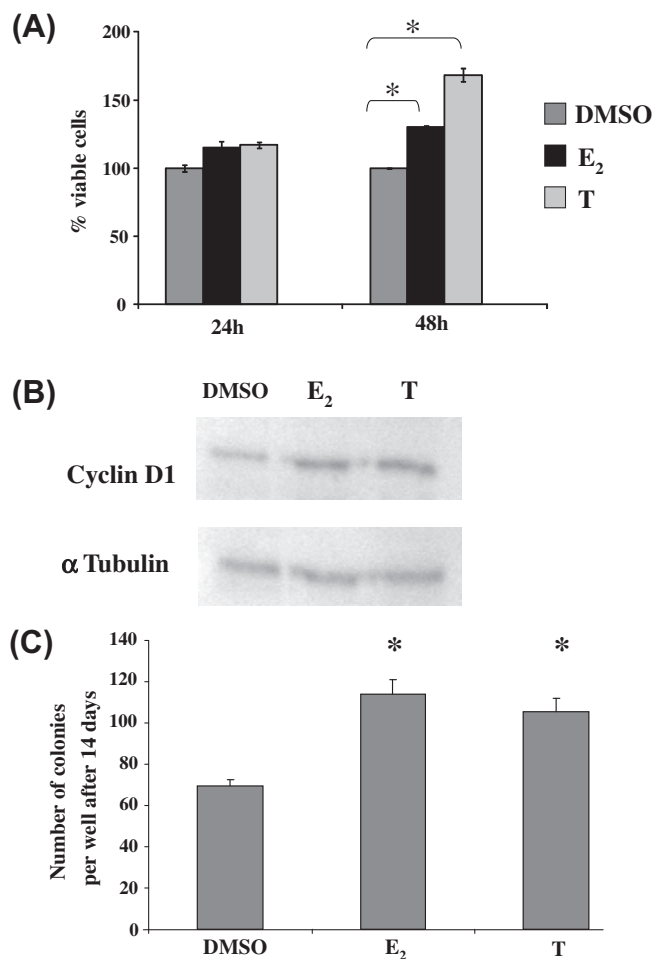 (A)
200
150
100
50
0
% viable cells
24h
48h
*
*
DMSO
E₂
T
(B)
DMSO E₂ T
Cyclin D1
α Tubulin
(C)
140
120
100
80
60
40
20
0
Number of colonies
per well after 14 days
*
*
DMSO
E₂
T